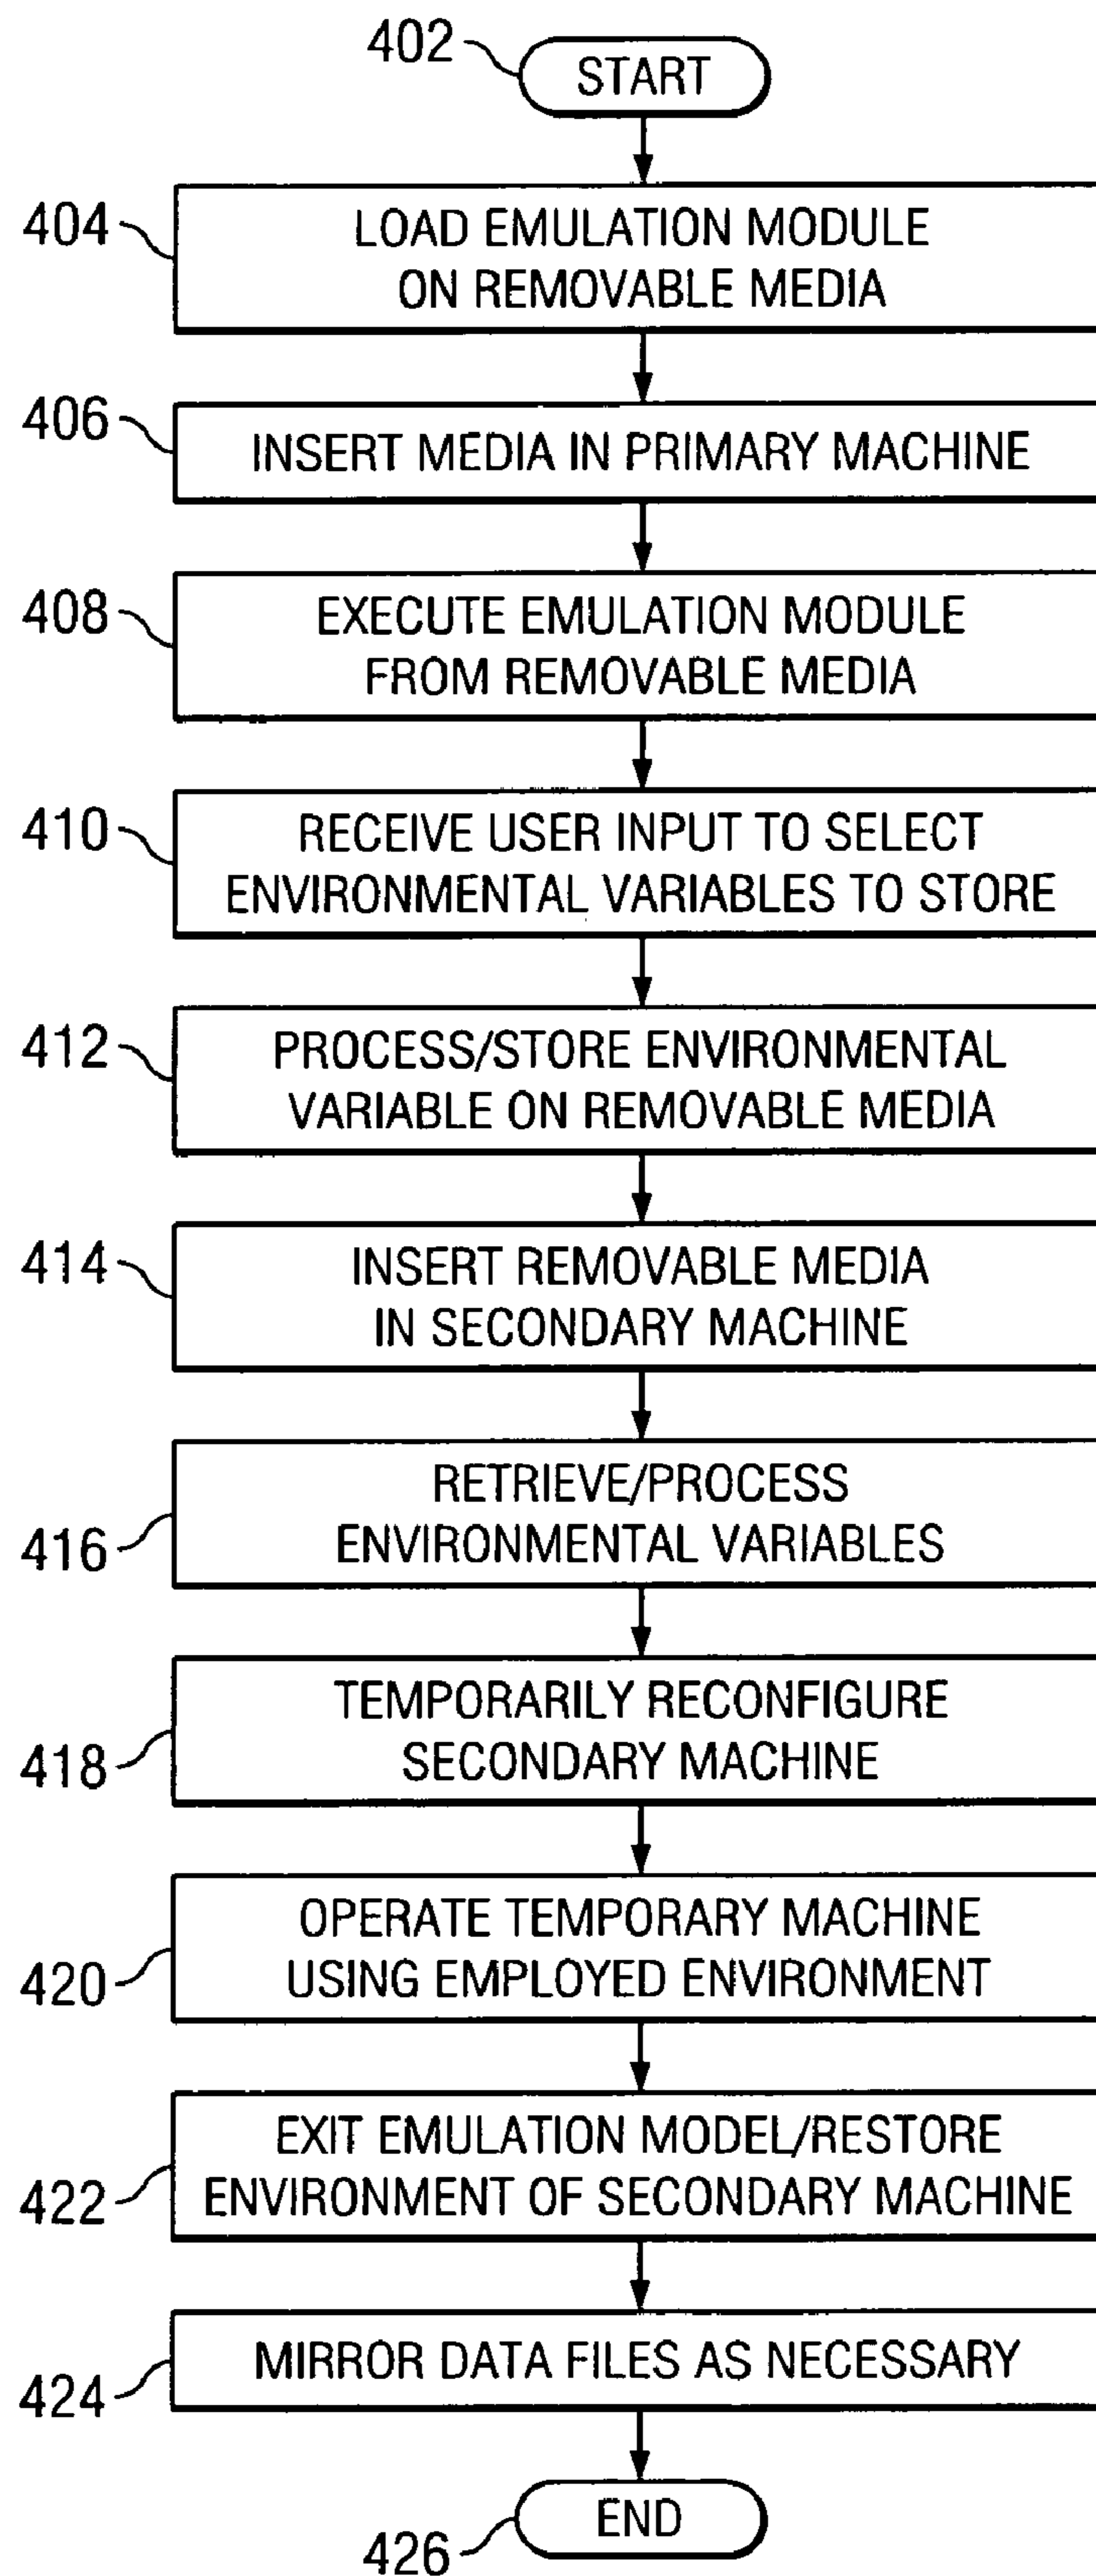 402
START
404
LOAD EMULATION MODULE
ON REMOVABLE MEDIA
406
INSERT MEDIA IN PRIMARY MACHINE
408
EXECUTE EMULATION MODULE
FROM REMOVABLE MEDIA
410
RECEIVE USER INPUT TO SELECT
ENVIRONMENTAL VARIABLES TO STORE
412
PROCESS/STORE ENVIRONMENTAL
VARIABLE ON REMOVABLE MEDIA
414
INSERT REMOVABLE MEDIA
IN SECONDARY MACHINE
416
RETRIEVE/PROCESS
ENVIRONMENTAL VARIABLES
418
TEMPORARILY RECONFIGURE
SECONDARY MACHINE
420
OPERATE TEMPORARY MACHINE
USING EMPLOYED ENVIRONMENT
422
EXIT EMULATION MODEL/RESTORE
ENVIRONMENT OF SECONDARY MACHINE
424
MIRROR DATA FILES AS NECESSARY
426
END